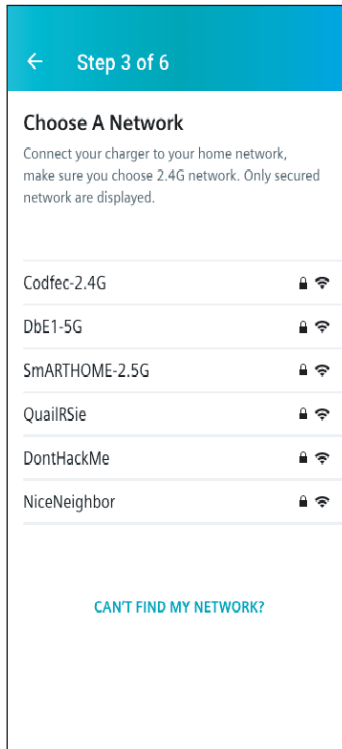 Step 3 of 6
Choose A Network
Connect your charger to your home network,
make sure you choose 2.4G network. Only secured
network are displayed.
Codfec-2.4G
DbE1-5G
SmARTHOME-2.5G
QuailRSie
DontHackMe
NiceNeighbor
CAN'T FIND MY NETWORK?